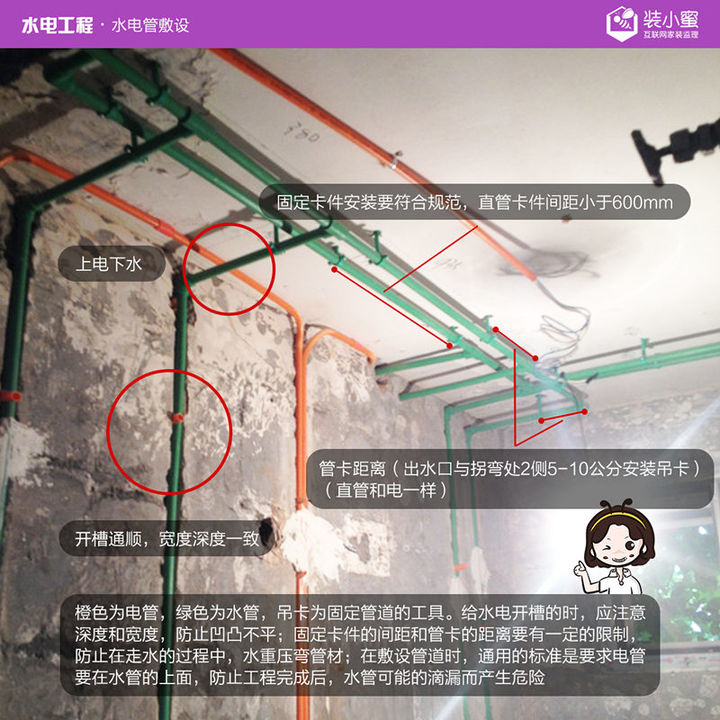 水电工程·水电管敷设
装小蜜
互联网家装监理
380
固定卡件安装要符合规范，直管卡件间距小于600mm
上电下水
管卡距离（出水口与拐弯处2侧5-10公分安装吊卡）
（直管和电一样）
开槽通顺，宽度深度一致
橙色为电管，绿色为水管，吊卡为固定管道的工具。给水电开槽的时，应注意
深度和宽度，防止凹凸不平；固定卡件的间距和管卡的距离要有一定的限制，
防止在走水的过程中，水重压弯管材；在敷设管道时，通用的标准是要求电管
要在水管的上面，防止工程完成后，水管可能的滴漏而产生危险